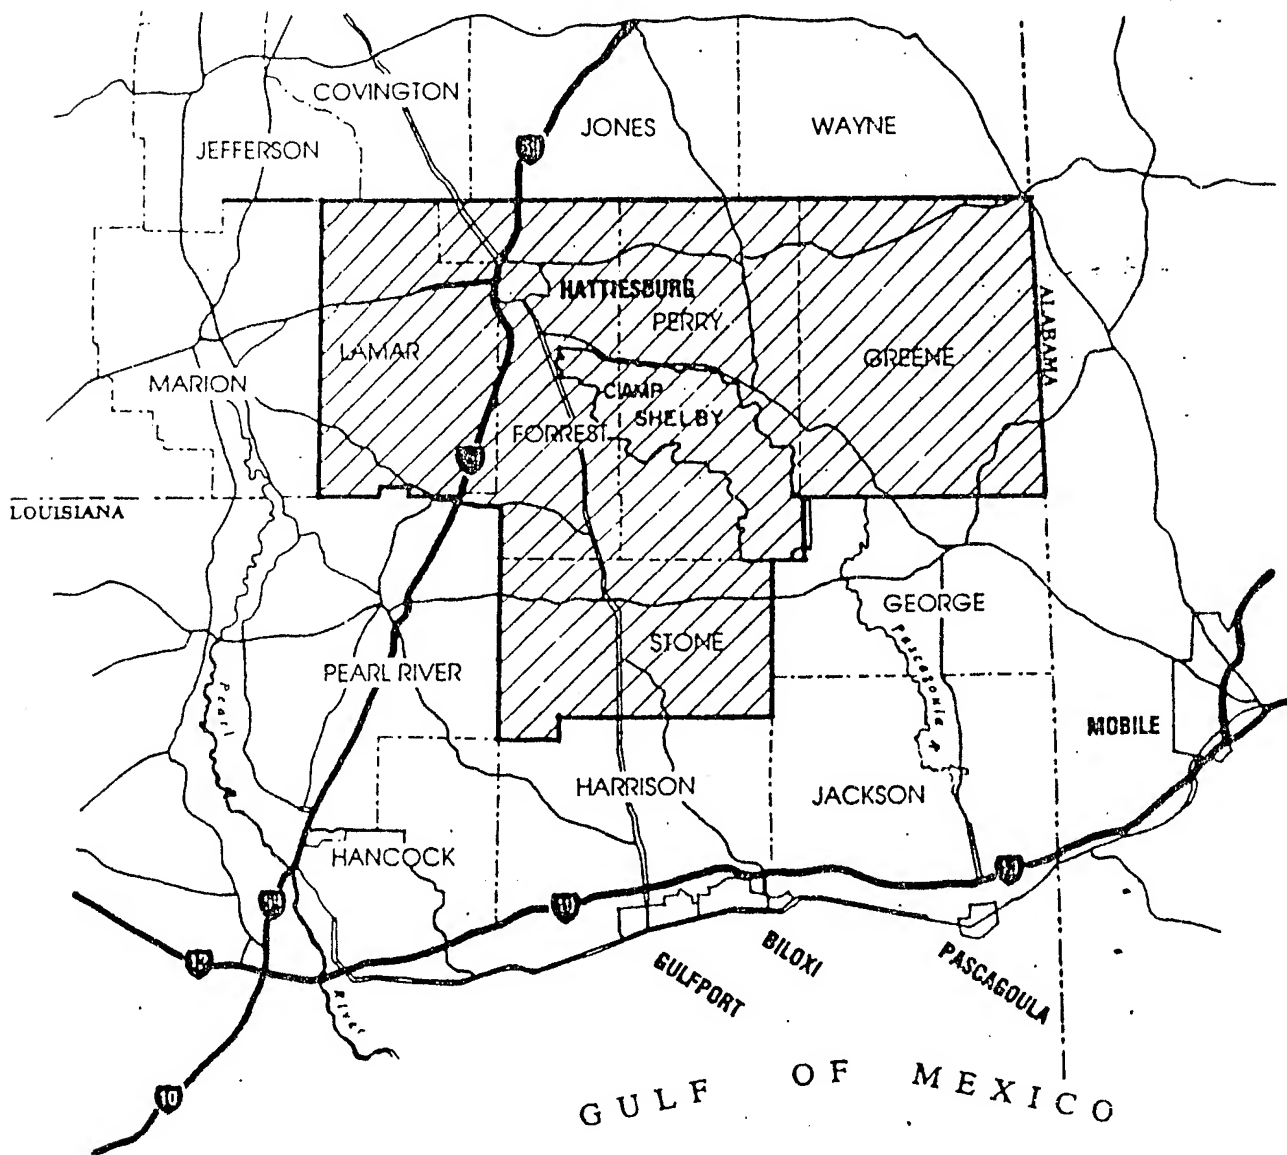 COVINGTON
JONES
WAYNE
JEFFERSON
HATTIESBURG
PERRY
ALABAMA
LAMAR
GREENE
MARION
CAMP
SHELBY
FORREST
LOUISIANA
GEORGE
STONE
Pascagoula
PEARL RIVER
Pearl
MOBILE
HARRISON
JACKSON
HANCOCK
10
BILOXI
GULFPORT
PASCAGOULA
River
10
GULF OF MEXICO